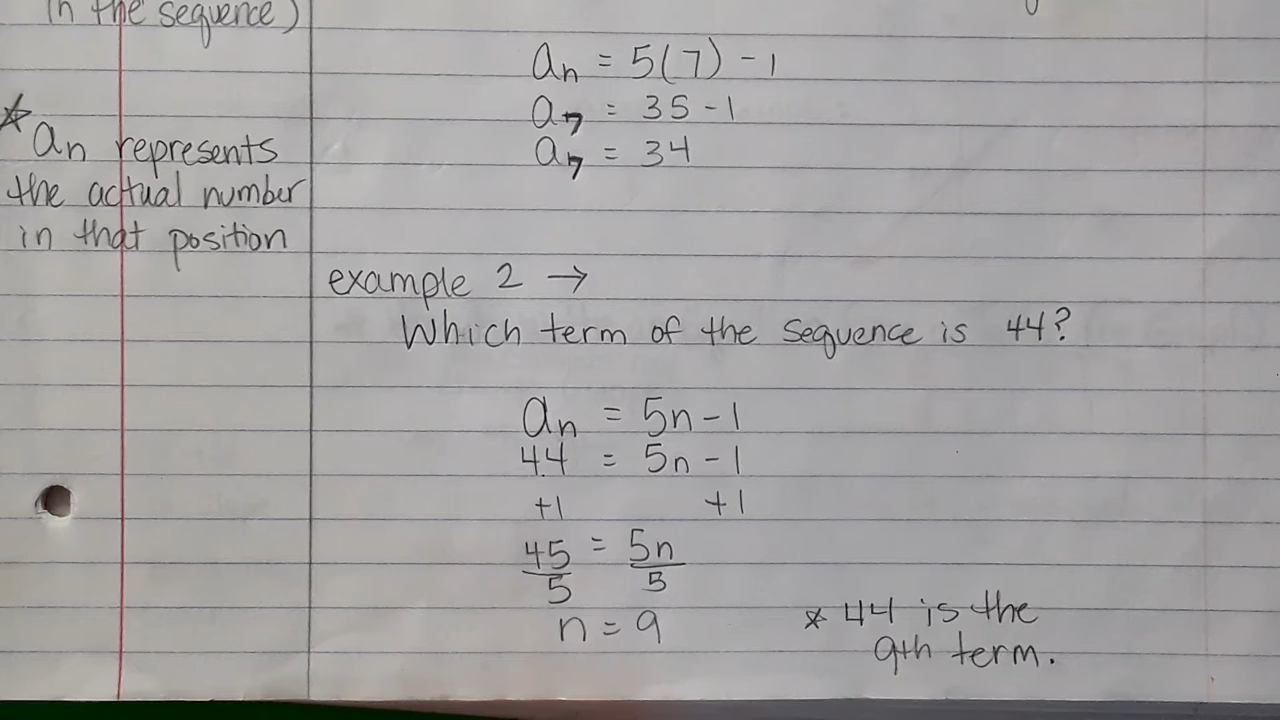 in the sequence)
* an represents
the actual number
in that position
an = 5(7) - 1
a7 = 35 - 1
a7 = 34
example 2 →
Which term of the sequence is 44?
an = 5n - 1
44 = 5n - 1
+1 +1
45/5 = 5n/5
n = 9
* 44 is the
9th term.